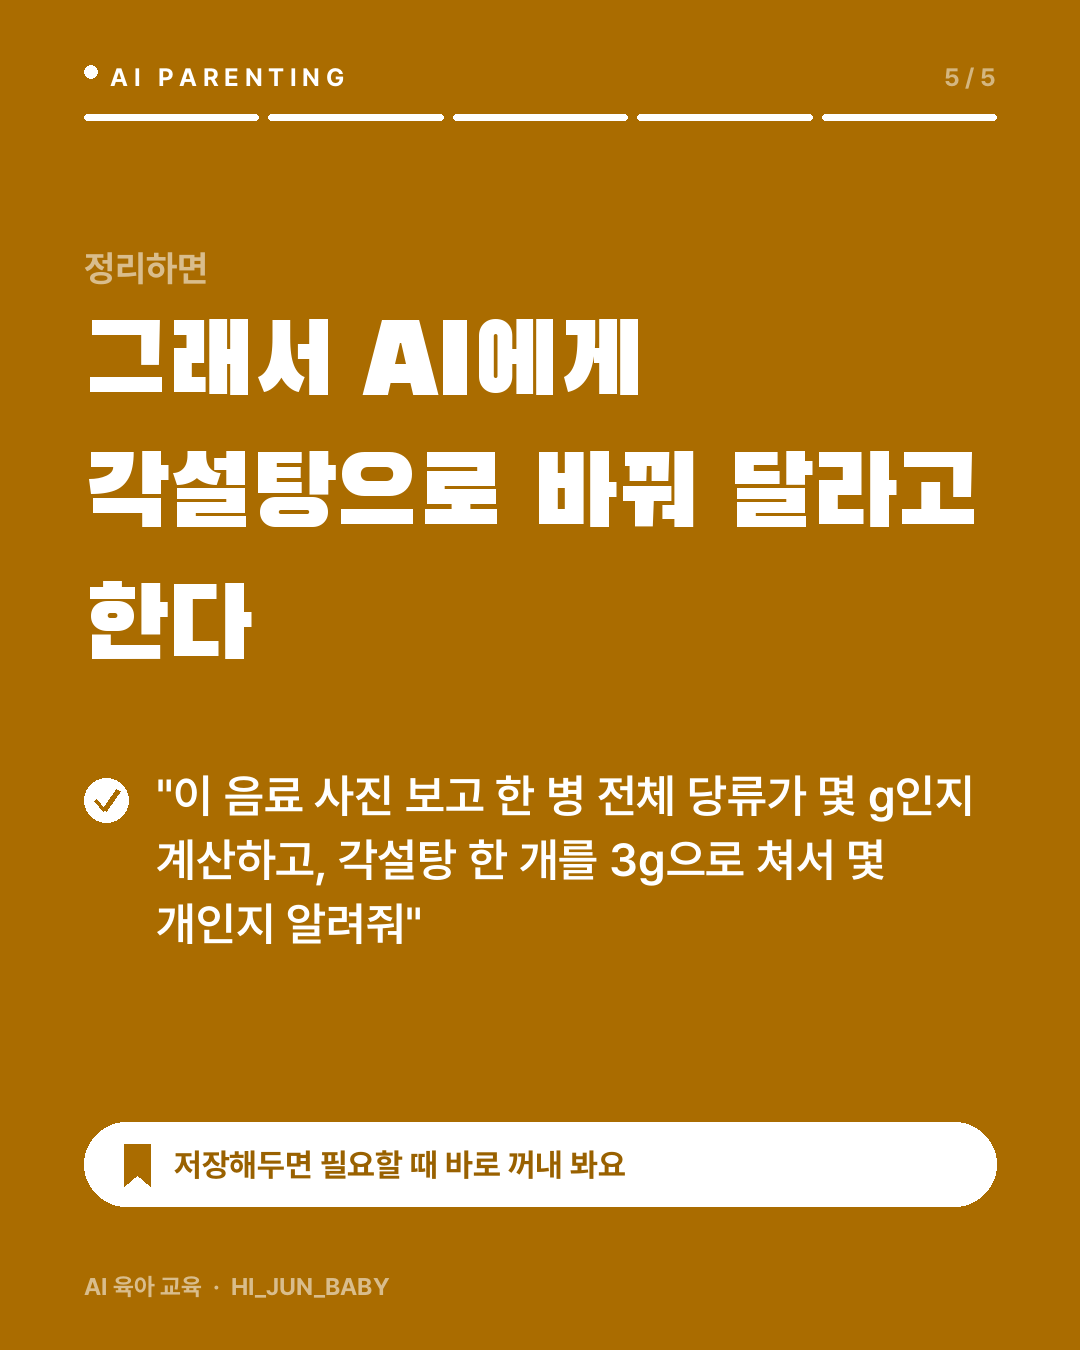 AI PARENTING
5 / 5
정리하면
그래서 AI에게
각설탕으로 바꿔 달라고
한다
"이 음료 사진 보고 한 병 전체 당류가 몇 g인지
계산하고, 각설탕 한 개를 3g으로 쳐서 몇
개인지 알려줘"
저장해두면 필요할 때 바로 꺼내 봐요
AI 육아 교육 · HI_JUN_BABY